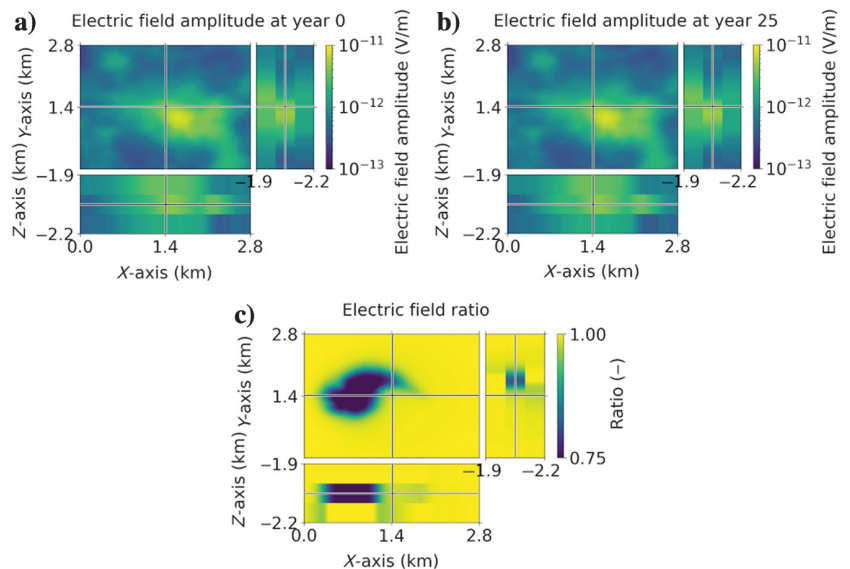 a) Electric field amplitude at year 0
2.8
1.4
Y-axis (km)
Z-axis (km)
−1.9
−2.2
0.0 1.4 2.8
X-axis (km)
−1.9 −2.2
10⁻¹¹
10⁻¹²
10⁻¹³
Electric field amplitude (V/m)
b) Electric field amplitude at year 25
2.8
1.4
Y-axis (km)
Z-axis (km)
−1.9
−2.2
0.0 1.4 2.8
X-axis (km)
−1.9 −2.2
10⁻¹¹
10⁻¹²
10⁻¹³
Electric field amplitude (V/m)
c) Electric field ratio
2.8
1.4
Y-axis (km)
Z-axis (km)
−1.9
−2.2
0.0 1.4 2.8
X-axis (km)
−1.9 −2.2
1.00
0.75
Ratio (−)